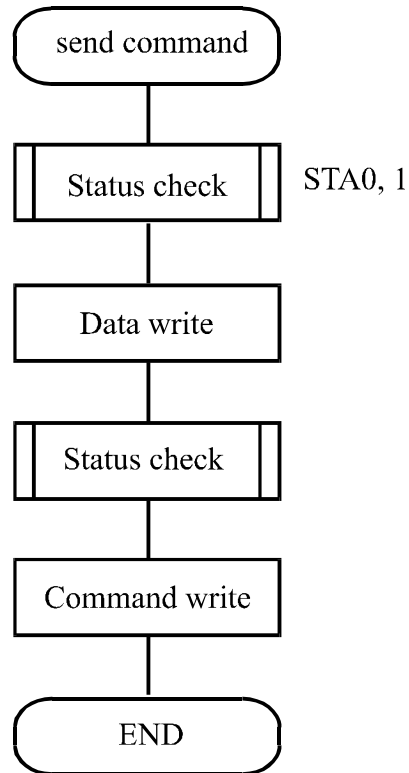 send command
Status check
STA0, 1
Data write
Status check
Command write
END